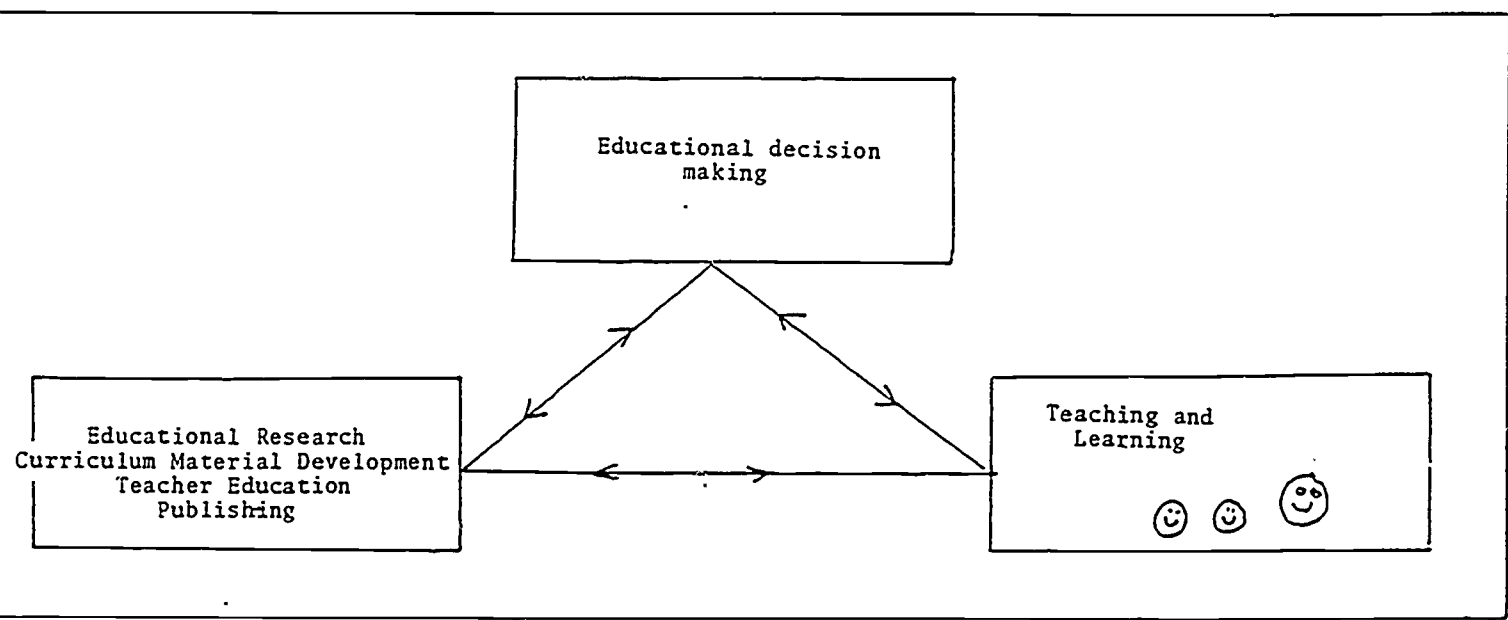 Educational decision
making
Educational Research
Curriculum Material Development
Teacher Education
Publishing
Teaching and
Learning